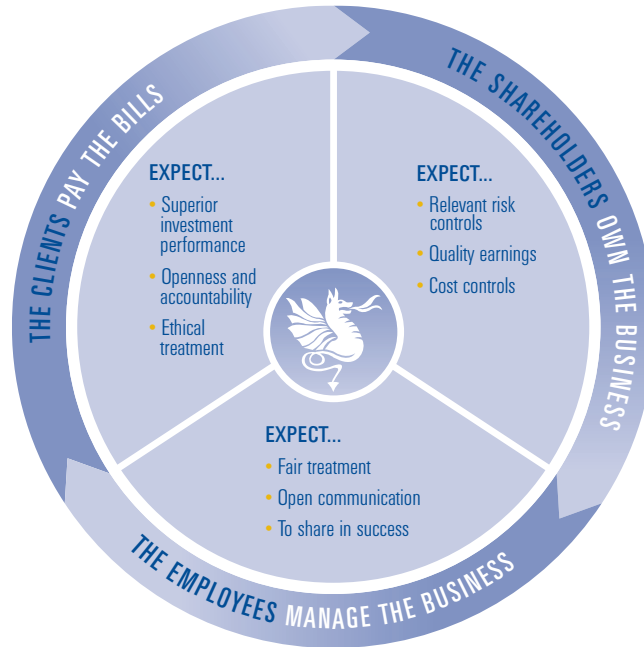 THE CLIENTS PAY THE BILLS
EXPECT...
• Superior
investment
performance
• Openness and
accountability
• Ethical
treatment
THE SHAREHOLDERS OWN THE BUSINESS
EXPECT...
• Relevant risk
controls
• Quality earnings
• Cost controls
EXPECT...
• Fair treatment
• Open communication
• To share in success
THE EMPLOYEES MANAGE THE BUSINESS